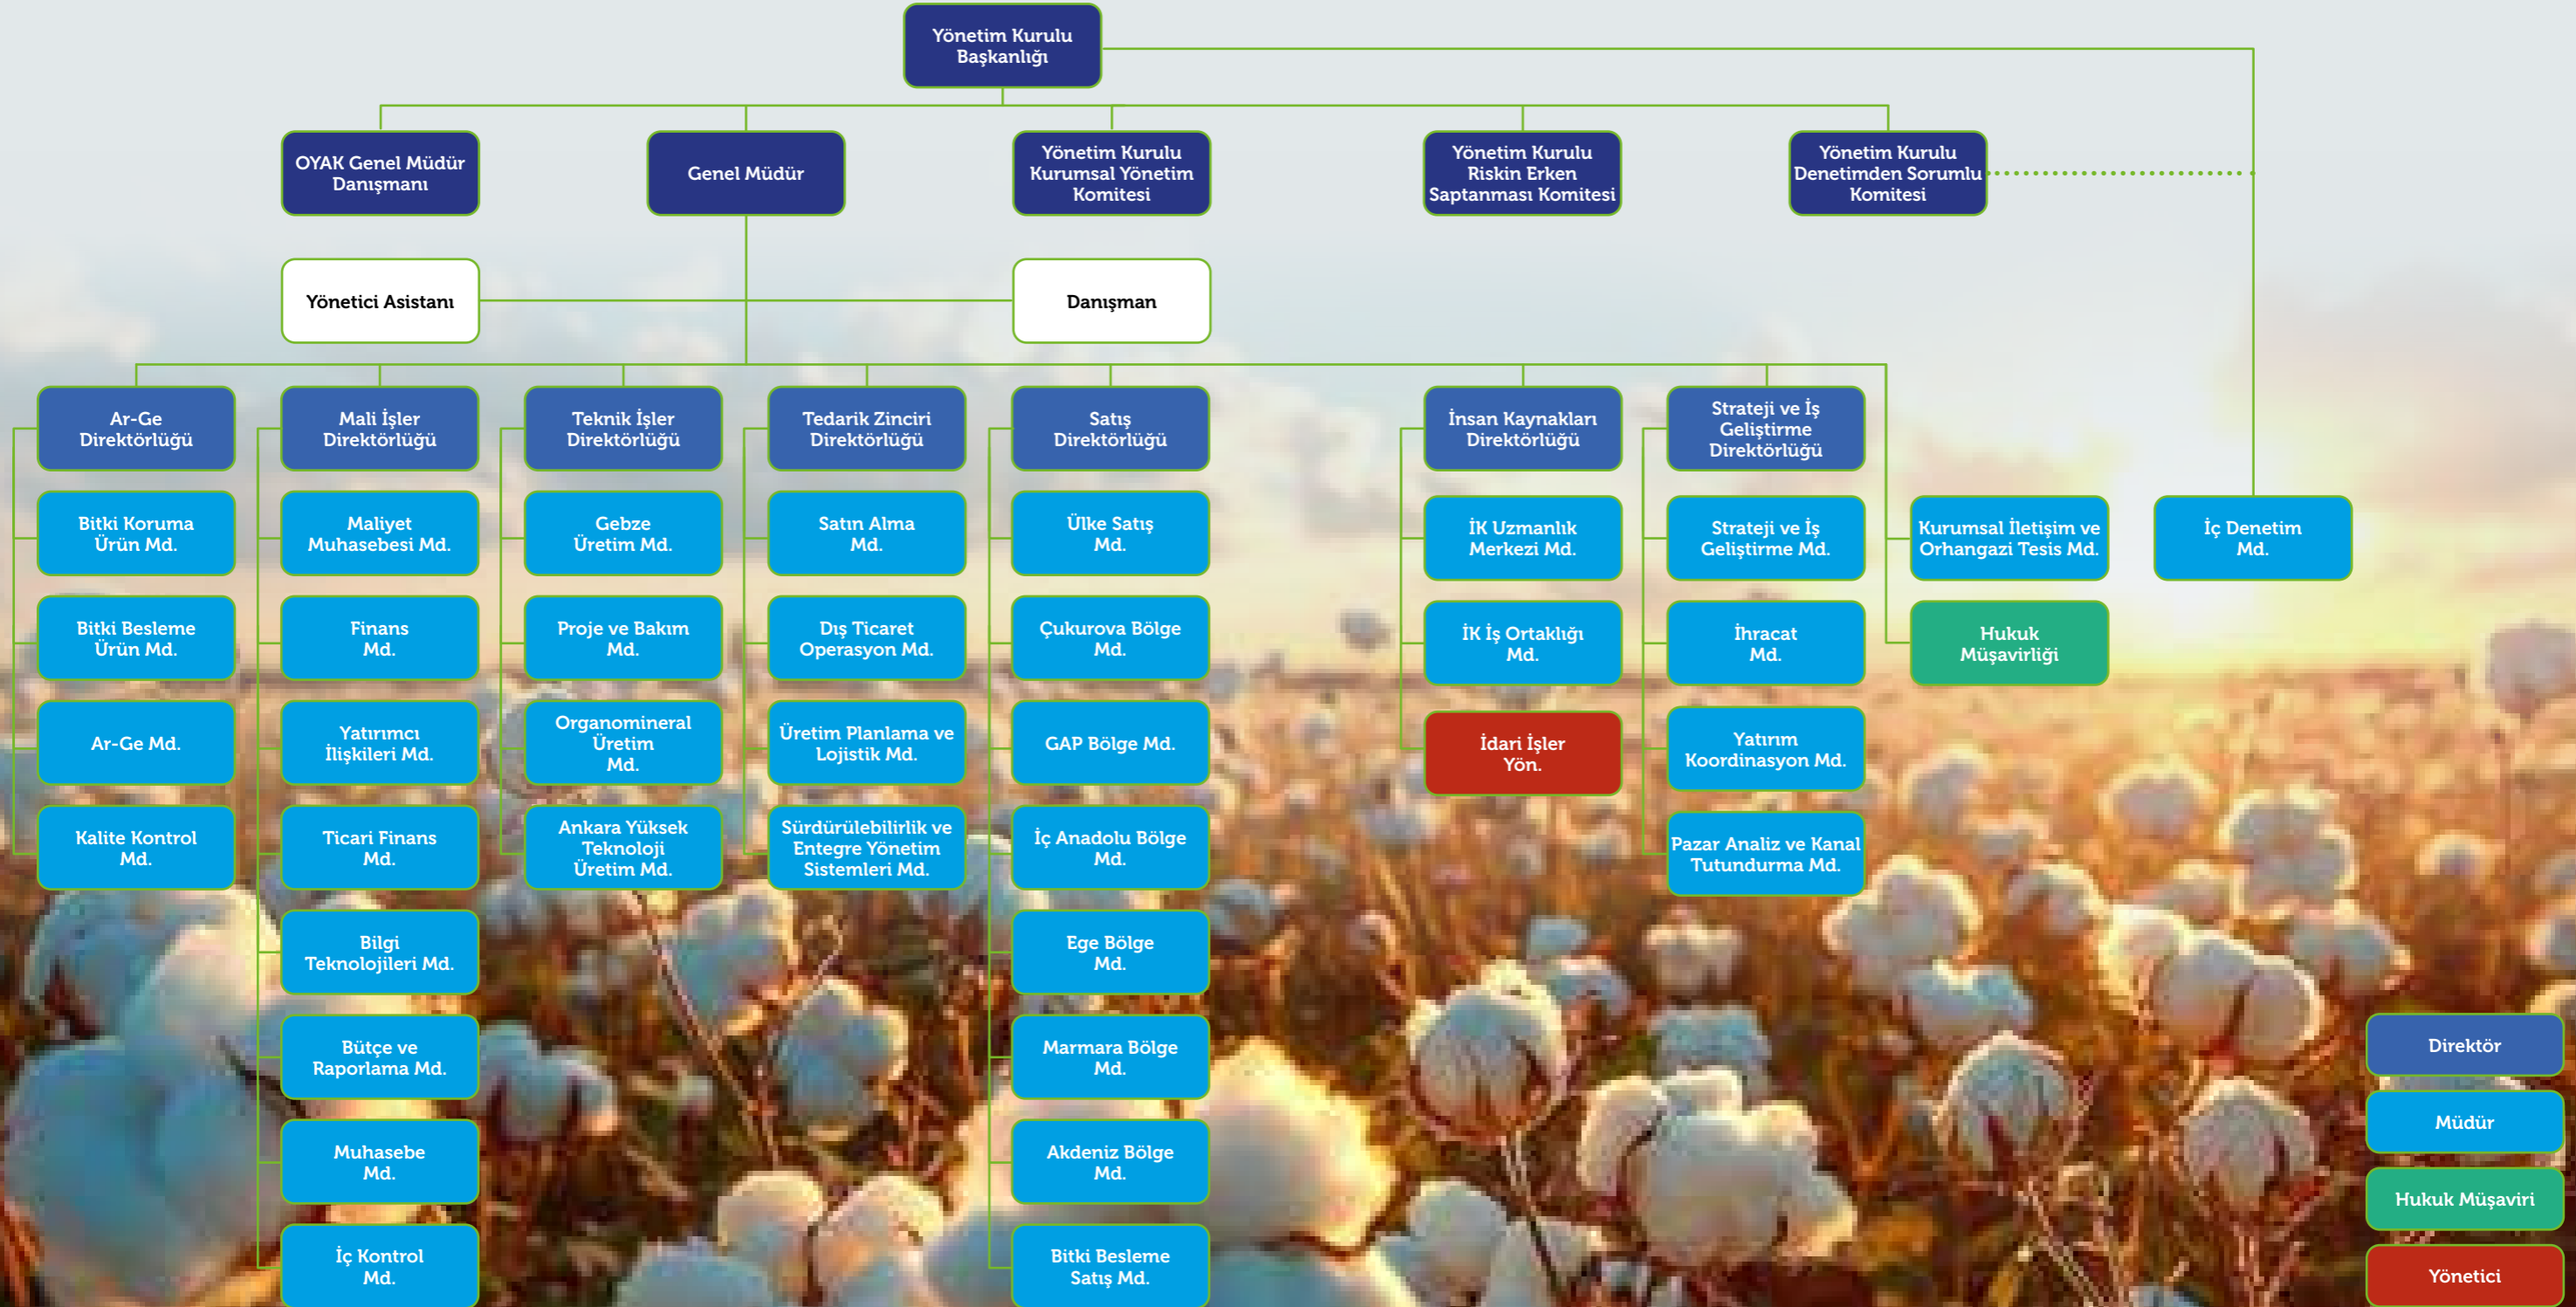 Yönetim Kurulu
Başkanlığı
OYAK Genel Müdür
Danışmanı
Genel Müdür
Yönetim Kurulu
Kurumsal Yönetim
Komitesi
Yönetim Kurulu
Riskin Erken
Saptanması Komitesi
Yönetim Kurulu
Denetimden Sorumlu
Komitesi
Yönetici Asistanı
Danışman
Ar-Ge
Direktörlüğü
Bitki Koruma
Ürün Md.
Bitki Besleme
Ürün Md.
Ar-Ge Md.
Kalite Kontrol
Md.
Mali İşler
Direktörlüğü
Maliyet
Muhasebesi Md.
Finans
Md.
Yatırımcı
İlişkileri Md.
Ticari Finans
Md.
Bilgi
Teknolojileri Md.
Bütçe ve
Raporlama Md.
Muhasebe
Md.
İç Kontrol
Md.
Teknik İşler
Direktörlüğü
Gebze
Üretim Md.
Proje ve Bakım
Md.
Organomineral
Üretim
Md.
Ankara Yüksek
Teknoloji
Üretim Md.
Tedarik Zinciri
Direktörlüğü
Satın Alma
Md.
Dış Ticaret
Operasyon Md.
Üretim Planlama ve
Lojistik Md.
Sürdürülebilirlik ve
Entegre Yönetim
Sistemleri Md.
Satış
Direktörlüğü
Ülke Satış
Md.
Çukurova Bölge
Md.
GAP Bölge Md.
İç Anadolu Bölge
Md.
Ege Bölge
Md.
Marmara Bölge
Md.
Akdeniz Bölge
Md.
Bitki Besleme
Satış Md.
İnsan Kaynakları
Direktörlüğü
İK Uzmanlık
Merkezi Md.
İK İş Ortaklığı
Md.
İdari İşler
Yön.
Strateji ve İş
Geliştirme
Direktörlüğü
Strateji ve İş
Geliştirme Md.
İhracat
Md.
Yatırım
Koordinasyon Md.
Pazar Analiz ve Kanal
Tutundurma Md.
Kurumsal İletişim ve
Orhangazi Tesis Md.
Hukuk
Müşavirliği
İç Denetim
Md.
Direktör
Müdür
Hukuk Müşaviri
Yönetici